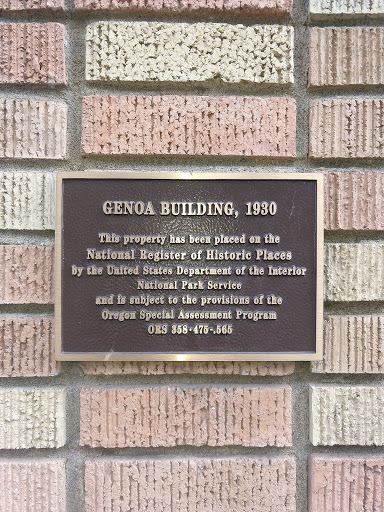 GENOA BUILDING, 1930
This property has been placed on the
National Register of Historic Places
by the United States Department of the Interior
National Park Service
and is subject to the provisions of the
Oregon Special Assessment Program
ORS 358·475-.565